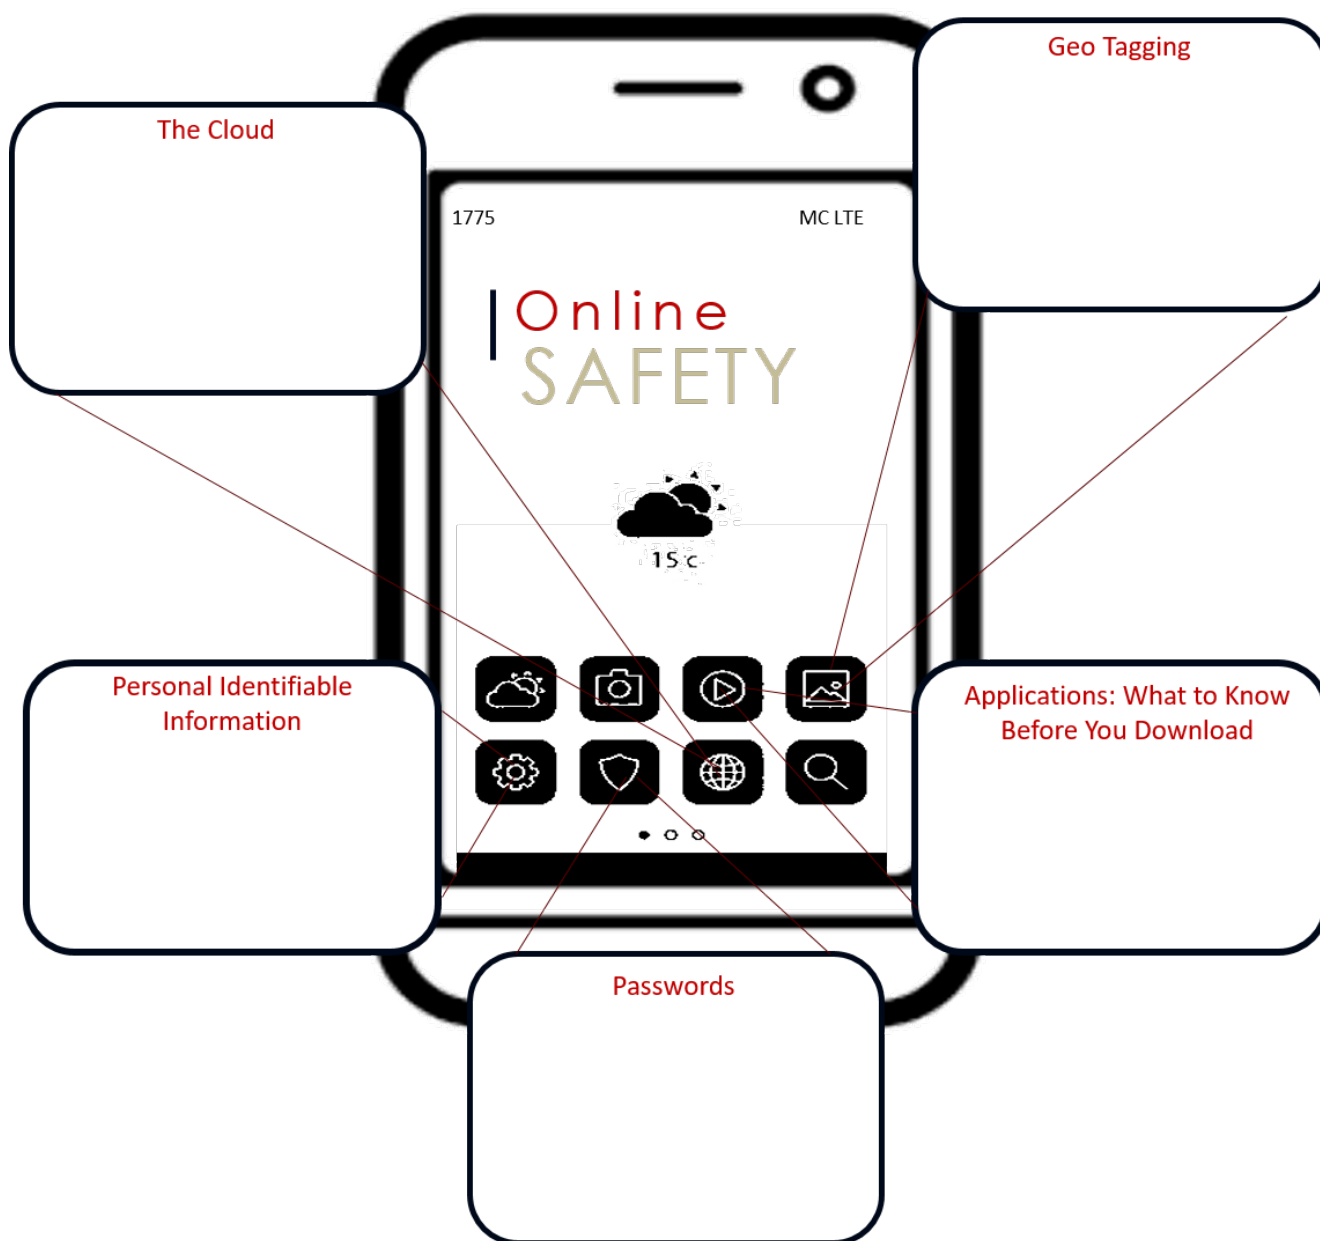 Geo Tagging
The Cloud
1775
MC LTE
Online
SAFETY
15 c
Personal Identifiable
Information
Applications: What to Know
Before You Download
Passwords